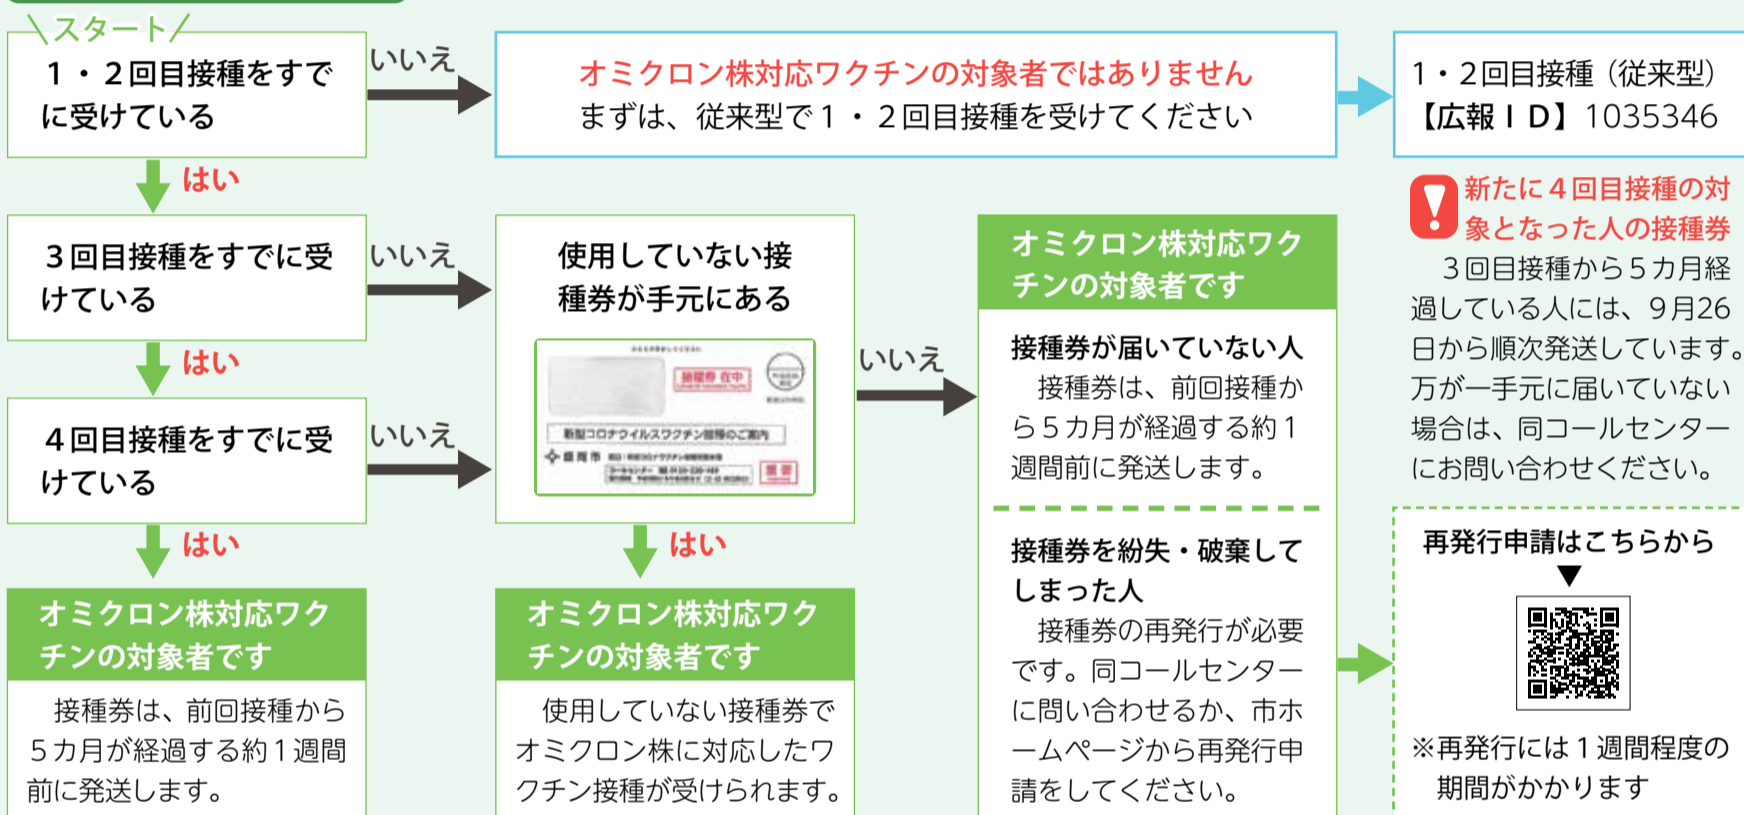 スタート
1・2回目接種をすで
に受けている
いいえ
オミクロン株対応ワクチンの対象者ではありません
まずは、従来型で1・2回目接種を受けてください
1・2回目接種（従来型）
【広報ＩＤ】1035346
はい
3回目接種をすでに受
けている
いいえ
はい
4回目接種をすでに受
けている
いいえ
はい
オミクロン株対応ワク
チンの対象者です
接種券は、前回接種から
5カ月が経過する約1週間
前に発送します。
使用していない接
種券が手元にある
接種券 在中
新型コロナウイルスワクチン接種のご案内
盛岡市
重要
はい
オミクロン株対応ワク
チンの対象者です
使用していない接種券で
オミクロン株に対応したワ
クチン接種が受けられます。
いいえ
オミクロン株対応ワク
チンの対象者です
接種券が届いていない人
接種券は、前回接種か
ら5カ月が経過する約1
週間前に発送します。
接種券を紛失・破棄して
しまった人
接種券の再発行が必要
です。同コールセンター
に問い合わせるか、市ホ
ームページから再発行申
請をしてください。
新たに4回目接種の対
象となった人の接種券
3回目接種から5カ月経
過している人には、9月26
日から順次発送しています。
万が一手元に届いていない
場合は、同コールセンター
にお問い合わせください。
再発行申請はこちらから
▼
※再発行には1週間程度の
期間がかかります